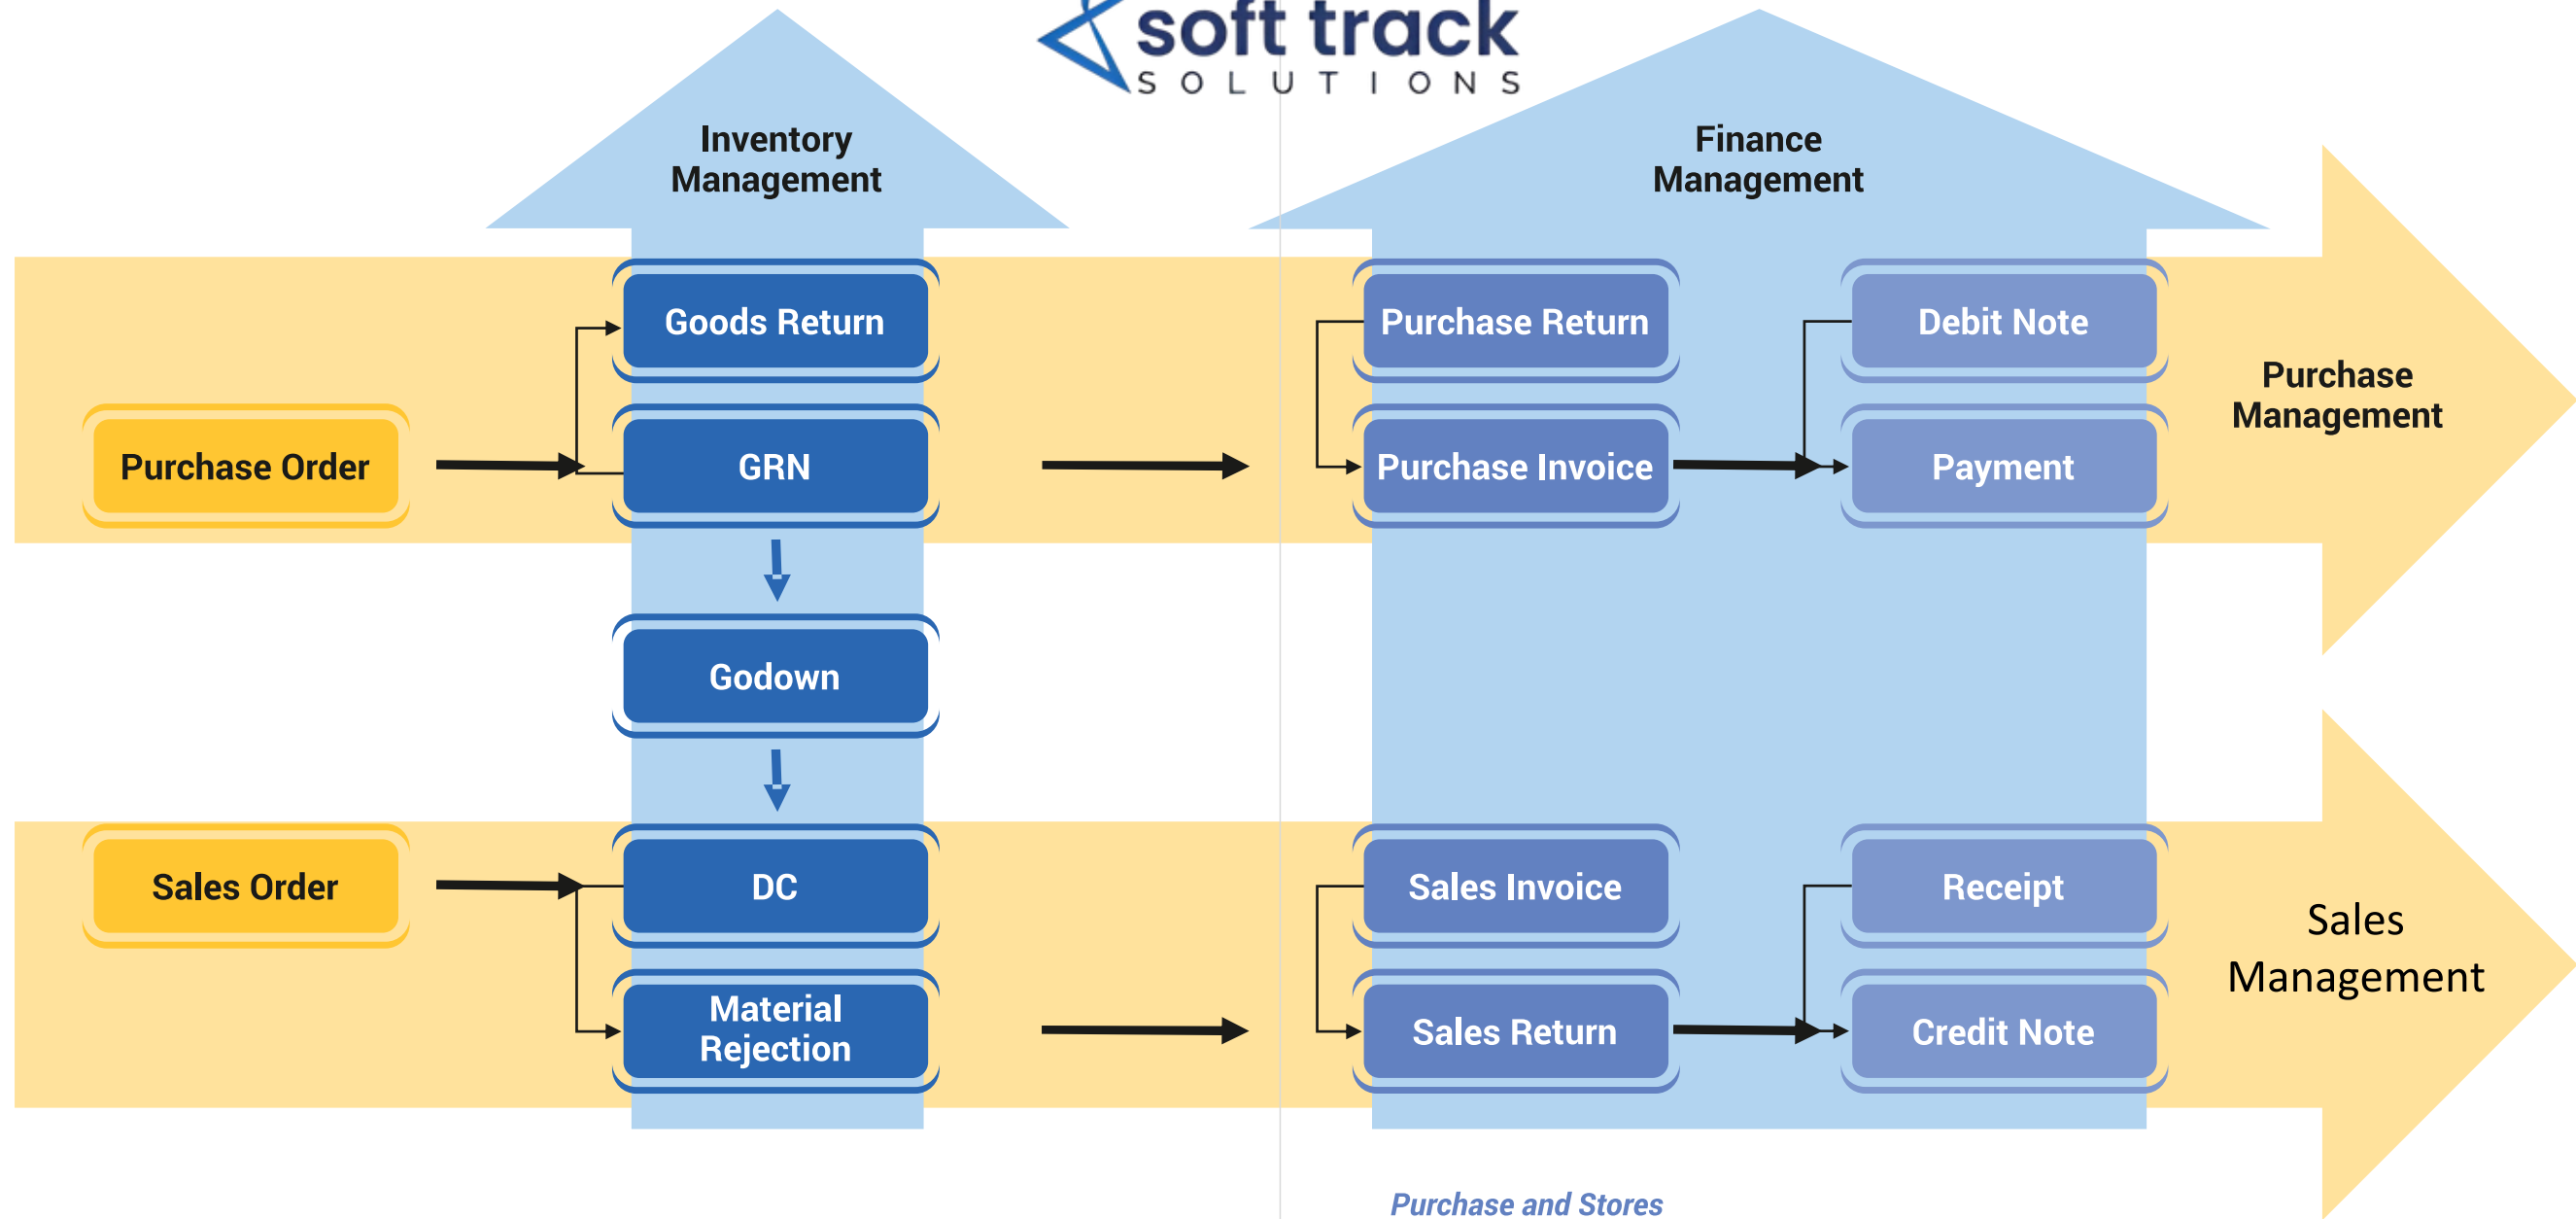 soft track
SOLUTIONS
Inventory
Management
Finance
Management
Goods Return
Purchase Return
Debit Note
Purchase
Management
Purchase Order
GRN
Purchase Invoice
Payment
Godown
Sales Order
DC
Sales Invoice
Receipt
Sales
Management
Material
Rejection
Sales Return
Credit Note
Purchase and Stores